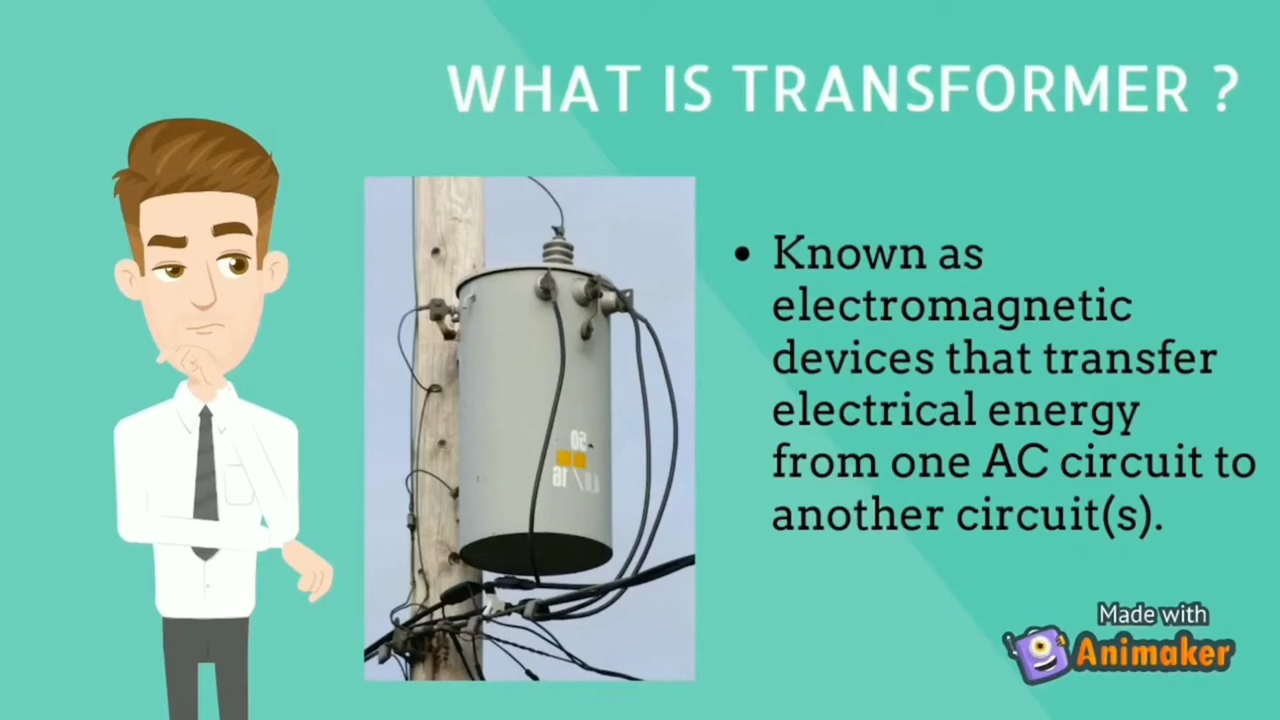 WHAT IS TRANSFORMER ?
• Known as
electromagnetic
devices that transfer
electrical energy
from one AC circuit to
another circuit(s).
50
Made with
Animaker